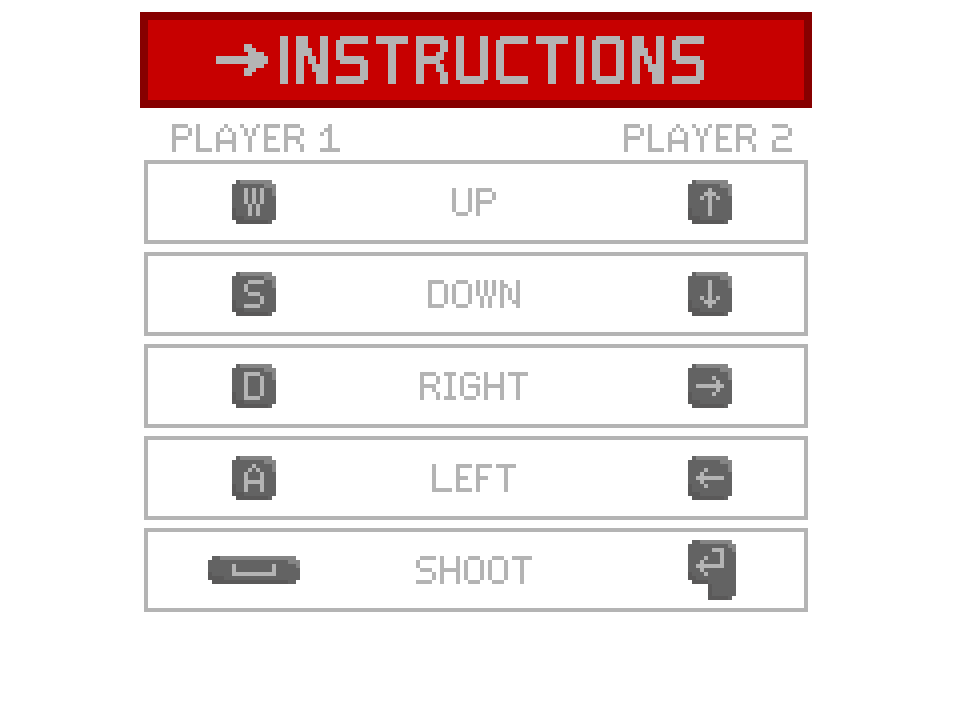 →INSTRUCTIONS
PLAYER 1 PLAYER 2
W UP ↑
S DOWN ↓
D RIGHT →
A LEFT ←
SHOOT